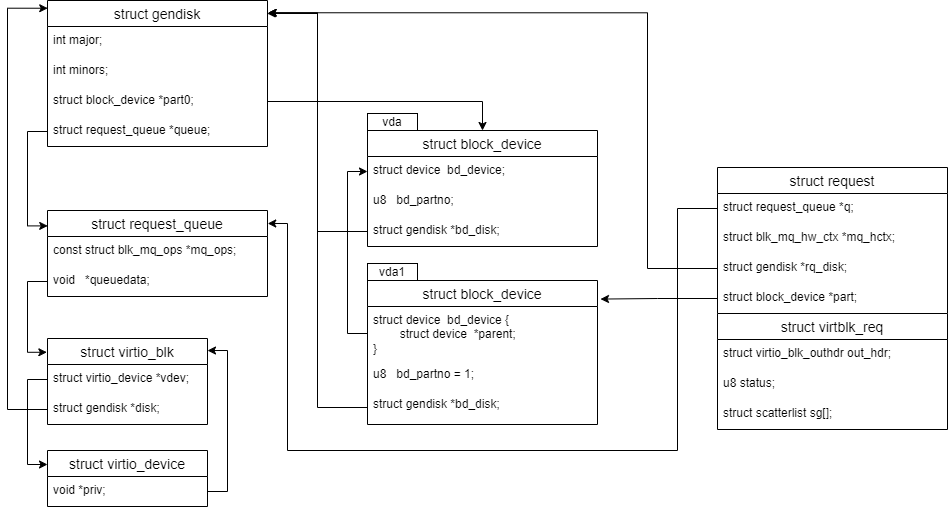 struct gendisk
int major;
int minors;
struct block_device *part0;
struct request_queue *queue;
struct request_queue
const struct blk_mq_ops *mq_ops;
void *queuedata;
struct virtio_blk
struct virtio_device *vdev;
struct gendisk *disk;
struct virtio_device
void *priv;
vda
struct block_device
struct device bd_device;
u8 bd_partno;
struct gendisk *bd_disk;
vda1
struct block_device
struct device bd_device {
struct device *parent;
}
u8 bd_partno = 1;
struct gendisk *bd_disk;
struct request
struct request_queue *q;
struct blk_mq_hw_ctx *mq_hctx;
struct gendisk *rq_disk;
struct block_device *part;
struct virtblk_req
struct virtio_blk_outhdr out_hdr;
u8 status;
struct scatterlist sg[];